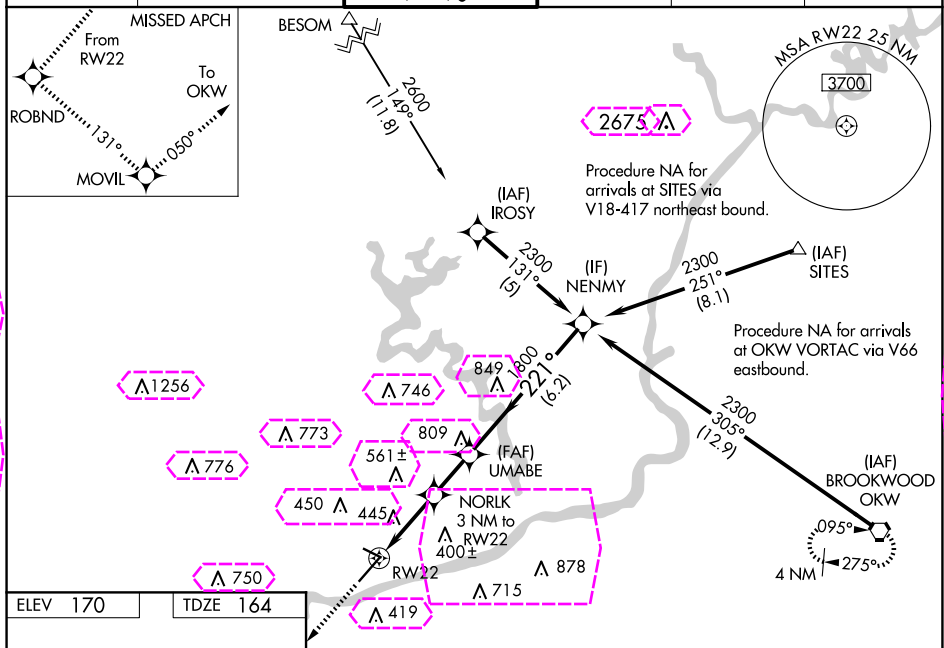 MISSED APCH
From
RW22
To
OKW
ROBND
131°
050°
MOVIL
BESOM
2600
149°
(11.8)
2675
MSA RW22 25 NM
3700
Procedure NA for
arrivals at SITES via
V18-417 northeast bound.
(IAF)
IROSY
2300
131°
(5)
(IF)
NENMY
2300
251°
(8.1)
(IAF)
SITES
Procedure NA for arrivals
at OKW VORTAC via V66
eastbound.
1800
221°
(6.2)
2300
305°
(12.9)
849
1256
746
773
809
776
561±
(FAF)
UMABE
450
445
NORLK
3 NM to
RW22
400±
RW22
878
715
750
419
(IAF)
BROOKWOOD
OKW
095°
275°
4 NM
ELEV 170
TDZE 164